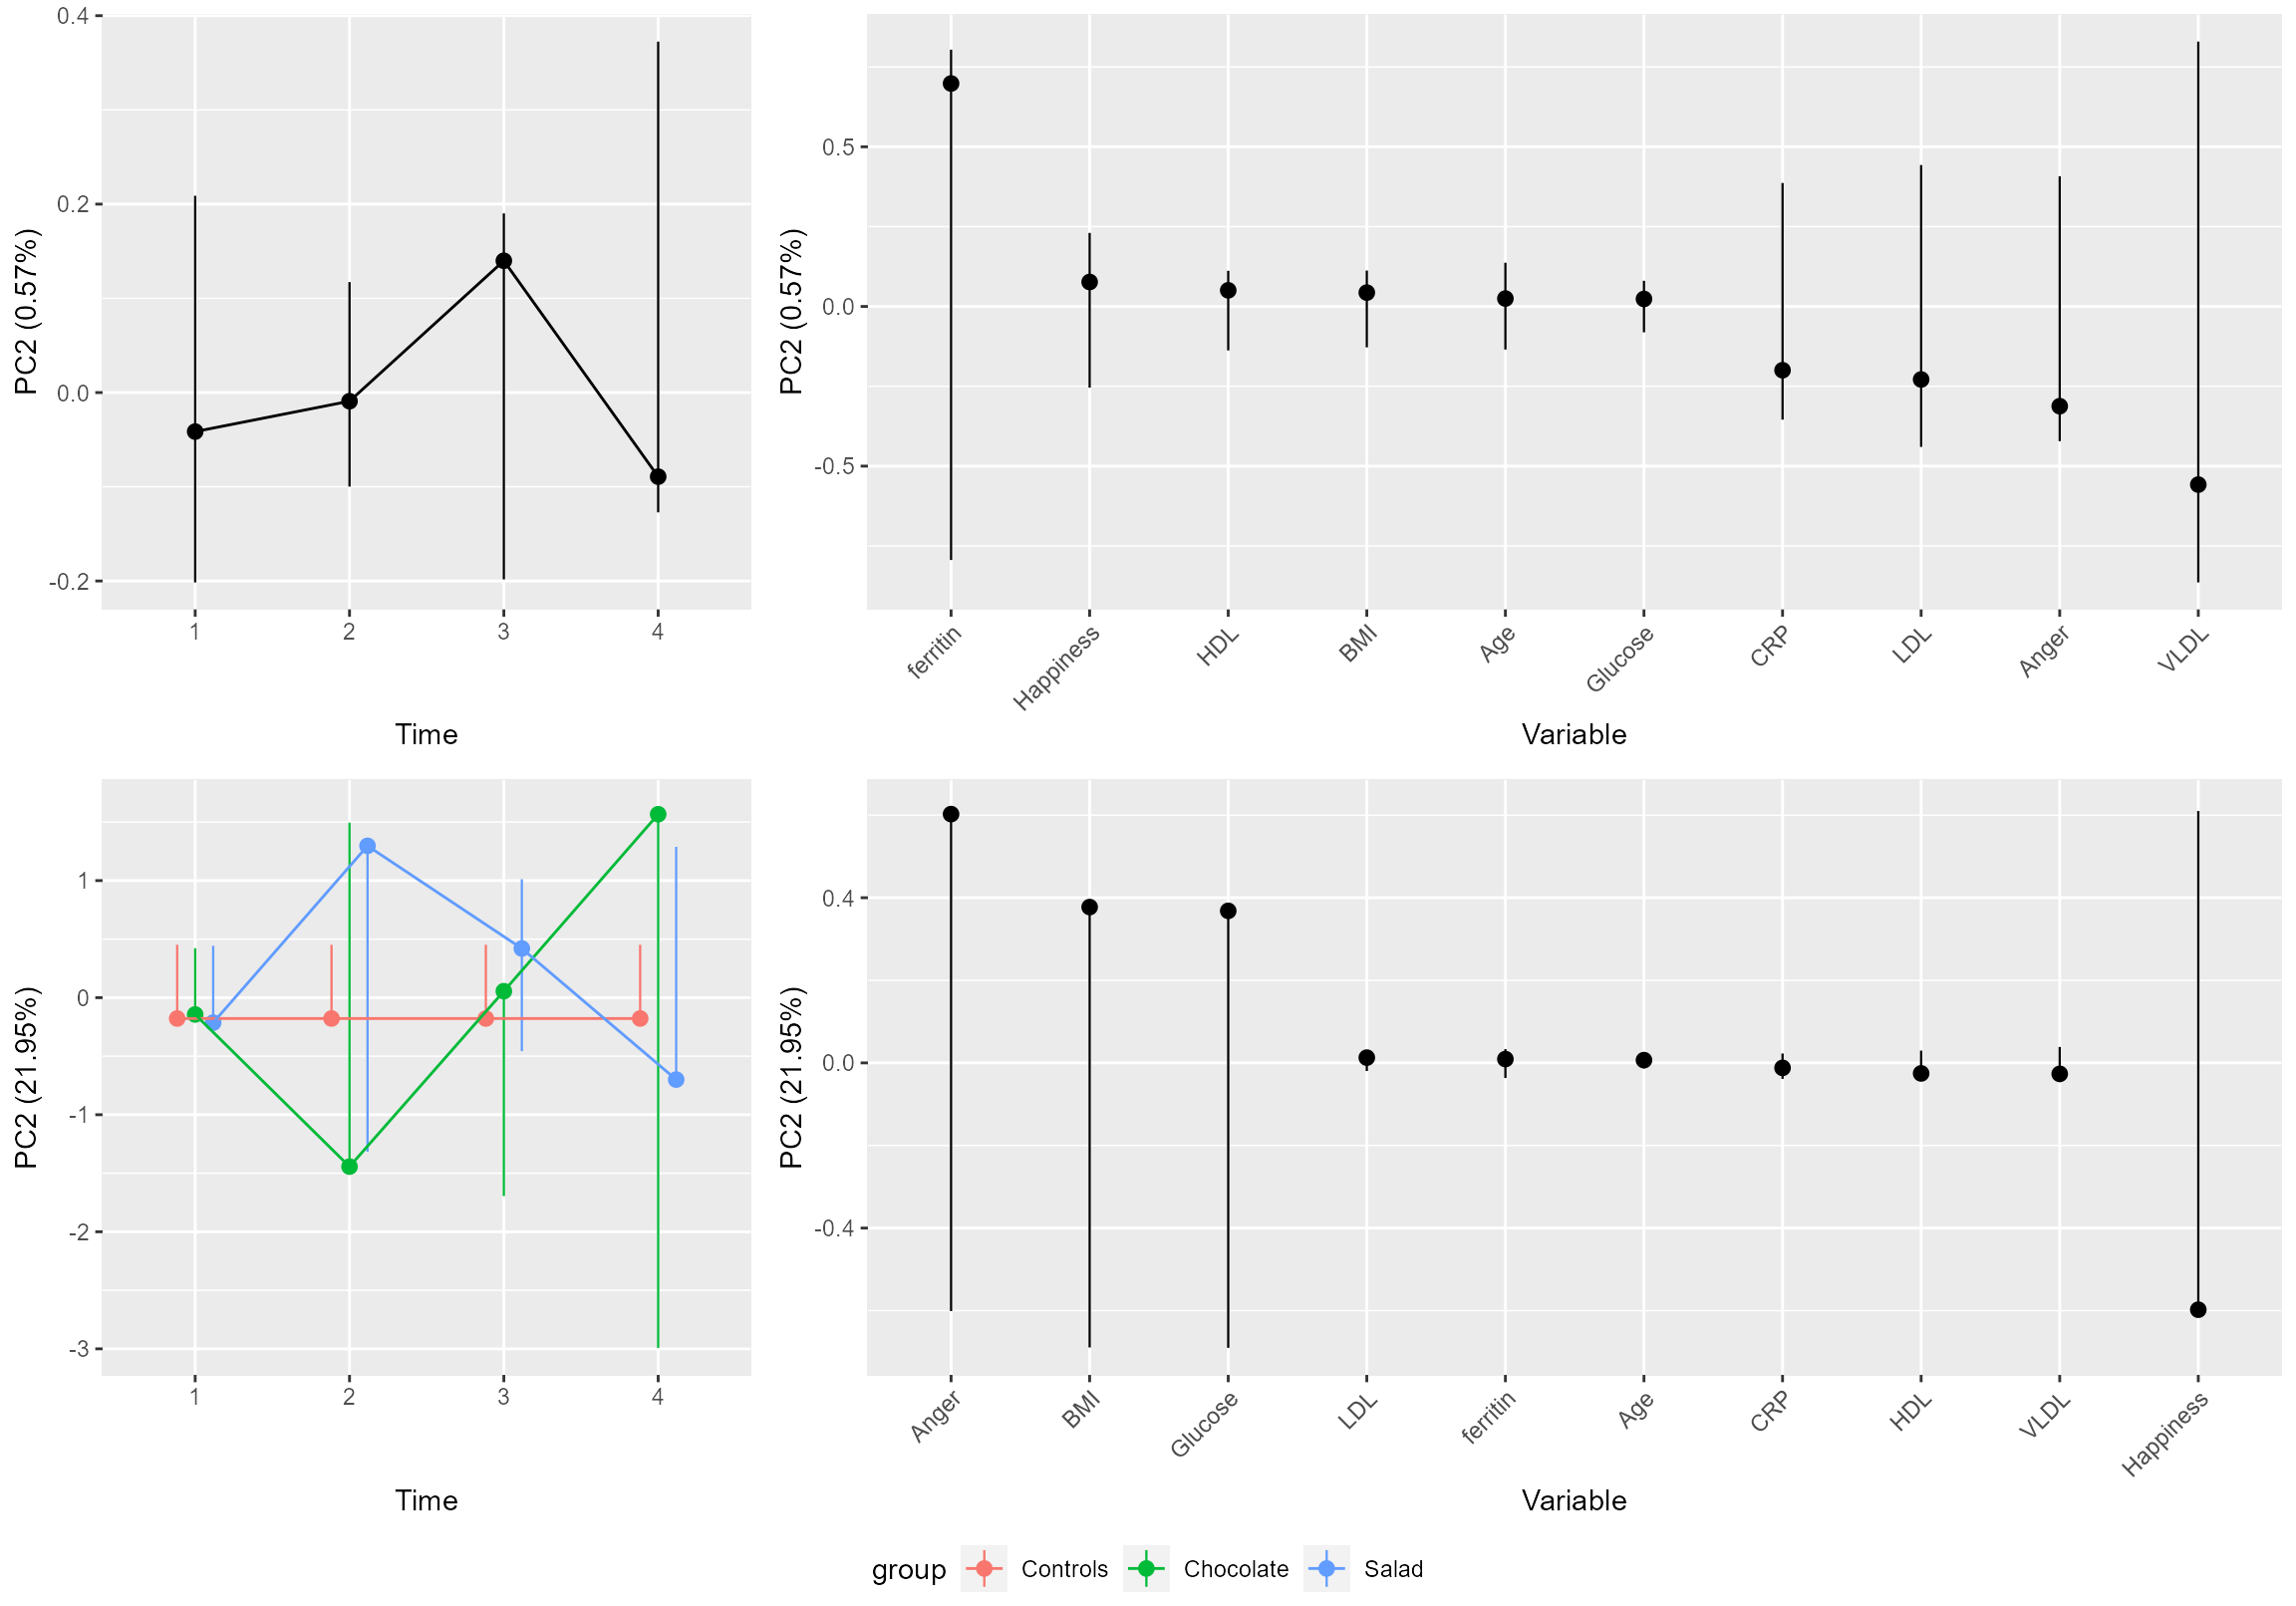 PC2 (0.57%)
0.4
0.2
0.0
-0.2
1 2 3 4
Time
PC2 (0.57%)
0.5
0.0
-0.5
ferritin Happiness HDL BMI Age Glucose CRP LDL Anger VLDL
Variable
PC2 (21.95%)
1
0
-1
-2
-3
1 2 3 4
Time
PC2 (21.95%)
0.4
0.0
-0.4
Anger BMI Glucose LDL ferritin Age CRP HDL VLDL Happiness
Variable
group Controls Chocolate Salad